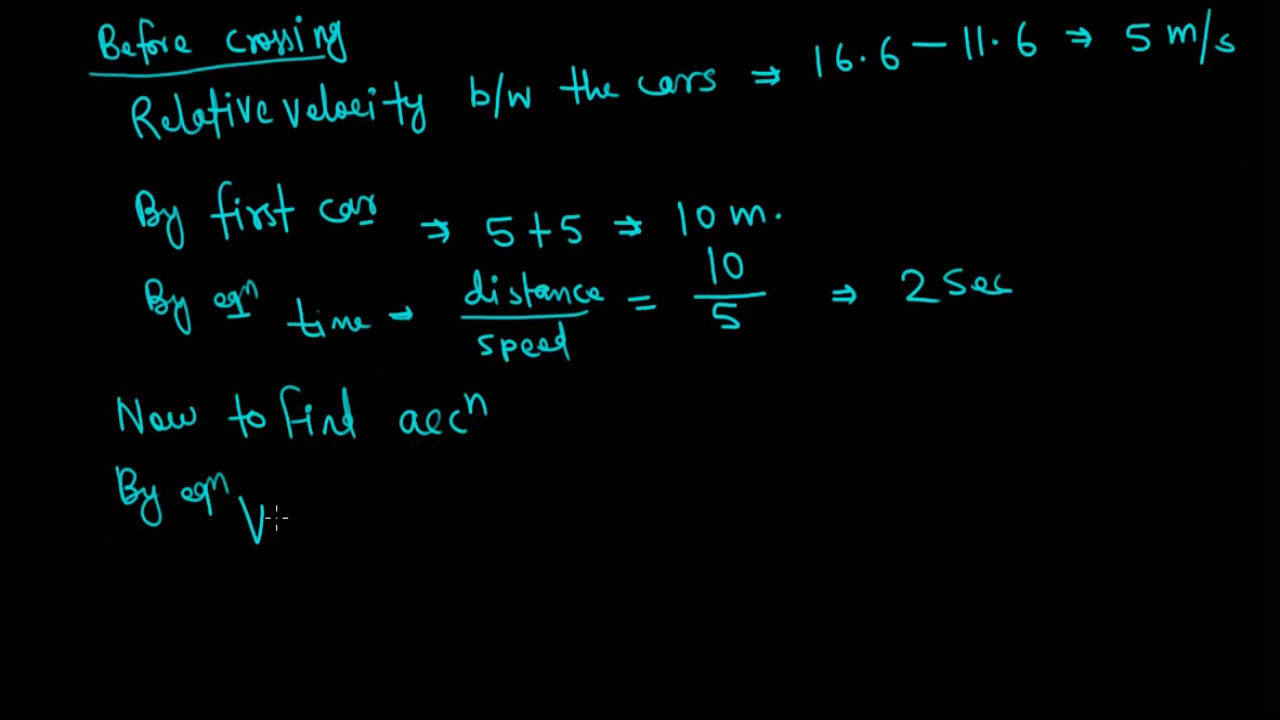 Before crossing
Relative velocity b/w the cars ⇒ 16.6 – 11.6 ⇒ 5 m/s
By first car ⇒ 5+5 ⇒ 10 m.
By eqn time → distance/speed = 10/5 ⇒ 2 Sec
Now to find aecn
By eqn V